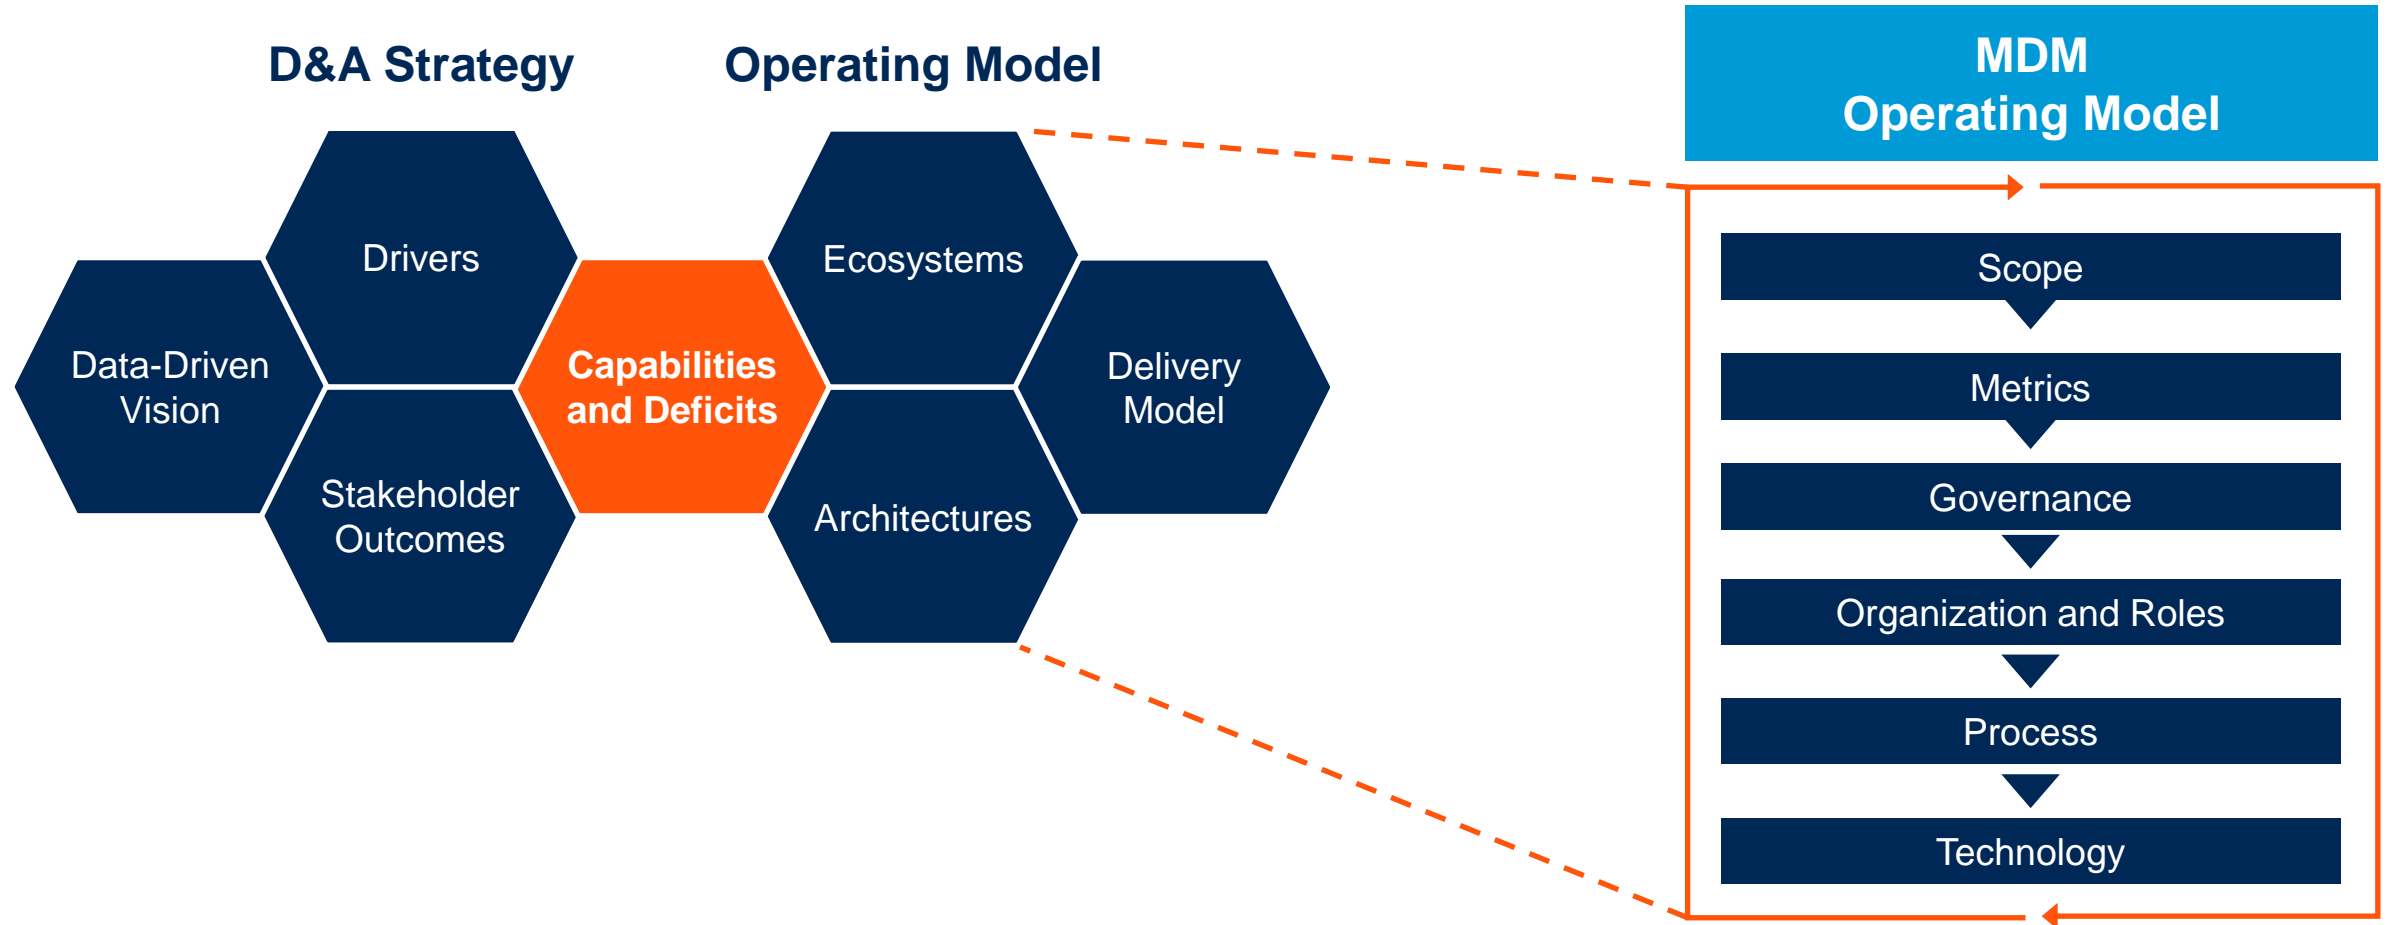 D&A Strategy
Operating Model
MDM
Operating Model
Drivers
Ecosystems
Data-Driven
Vision
Capabilities
and Deficits
Delivery
Model
Stakeholder
Outcomes
Architectures
Scope
Metrics
Governance
Organization and Roles
Process
Technology